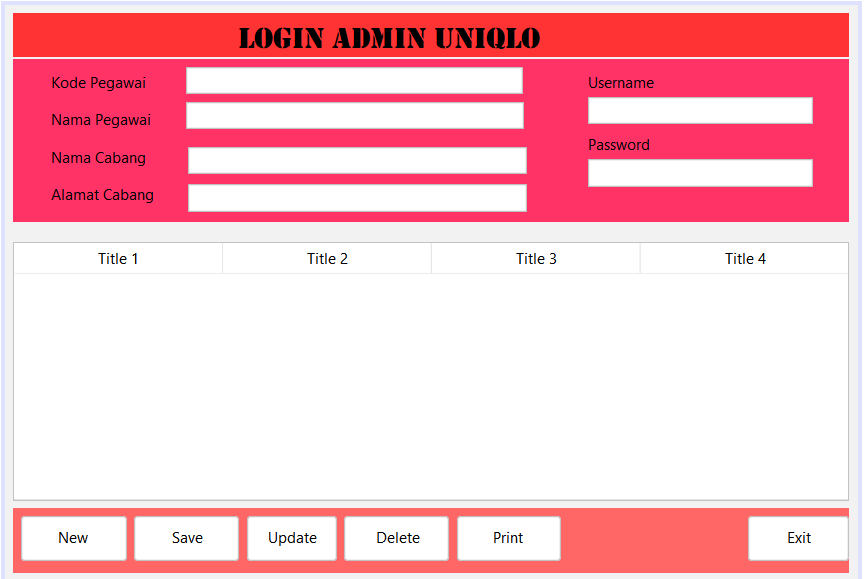 LOGIN ADMIN UNIQLO
Kode Pegawai
Nama Pegawai
Nama Cabang
Alamat Cabang
Username
Password
Title 1 Title 2 Title 3 Title 4
New Save Update Delete Print Exit